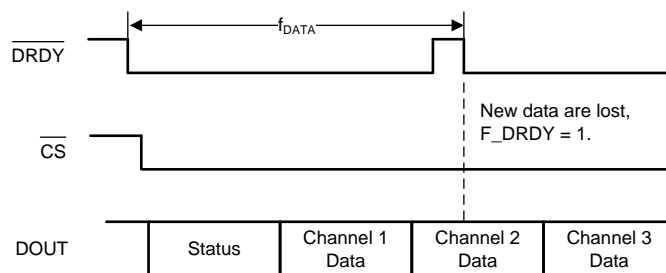 fDATA
DRDY
New data are lost,
F_DRDY = 1.
CS
DOUT
Status
Channel 1
Data
Channel 2
Data
Channel 3
Data